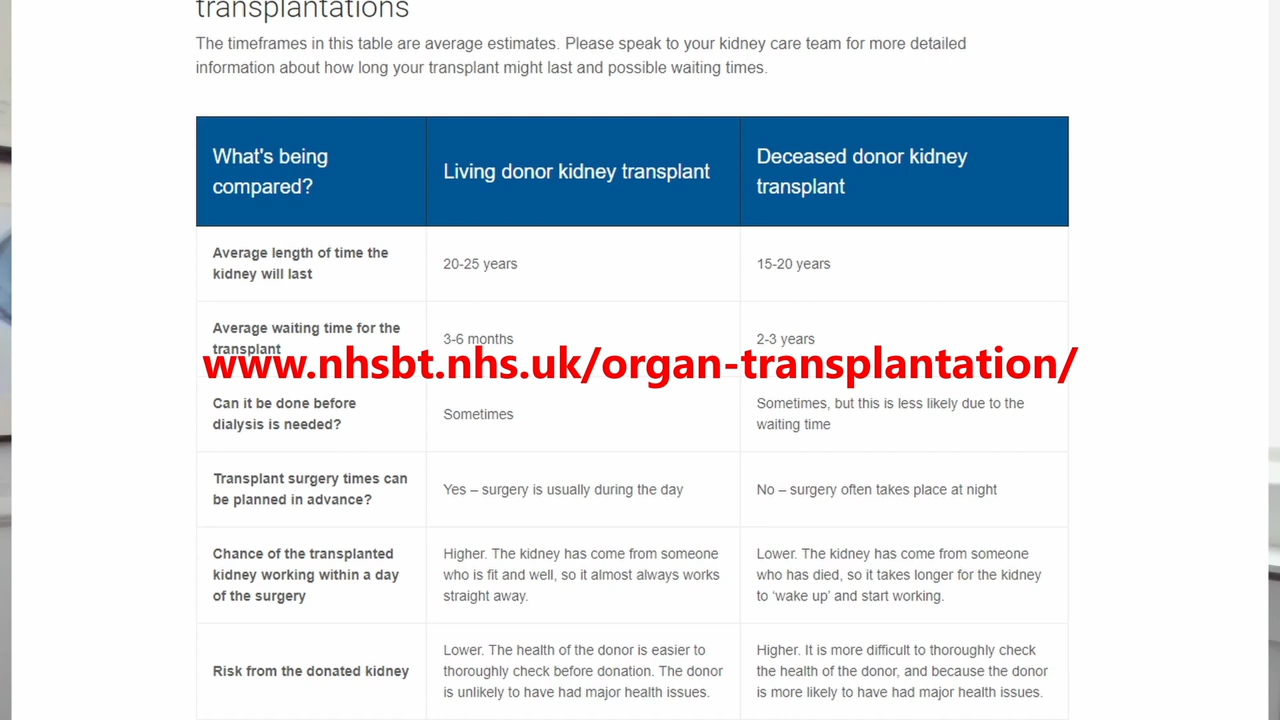 transplantations
The timeframes in this table are average estimates. Please speak to your kidney care team for more detailed
information about how long your transplant might last and possible waiting times.
What's being
compared?
Living donor kidney transplant
Deceased donor kidney
transplant
Average length of time the
kidney will last
20-25 years
15-20 years
Average waiting time for the
transplant
3-6 months
2-3 years
www.nhsbt.nhs.uk/organ-transplantation/
Can it be done before
dialysis is needed?
Sometimes
Sometimes, but this is less likely due to the
waiting time
Transplant surgery times can
be planned in advance?
Yes – surgery is usually during the day
No – surgery often takes place at night
Chance of the transplanted
kidney working within a day
of the surgery
Higher. The kidney has come from someone
who is fit and well, so it almost always works
straight away.
Lower. The kidney has come from someone
who has died, so it takes longer for the kidney
to ‘wake up’ and start working.
Risk from the donated kidney
Lower. The health of the donor is easier to
thoroughly check before donation. The donor
is unlikely to have had major health issues.
Higher. It is more difficult to thoroughly check
the health of the donor, and because the donor
is more likely to have had major health issues.